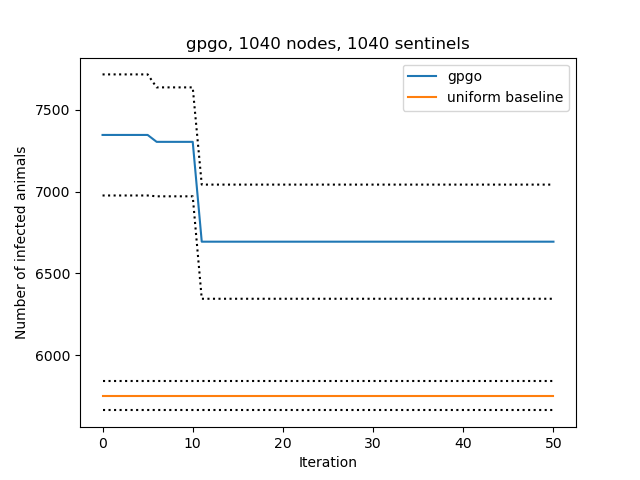 gpgo, 1040 nodes, 1040 sentinels
gpgo
uniform baseline
Number of infected animals
7500
7000
6500
6000
0 10 20 30 40 50
Iteration